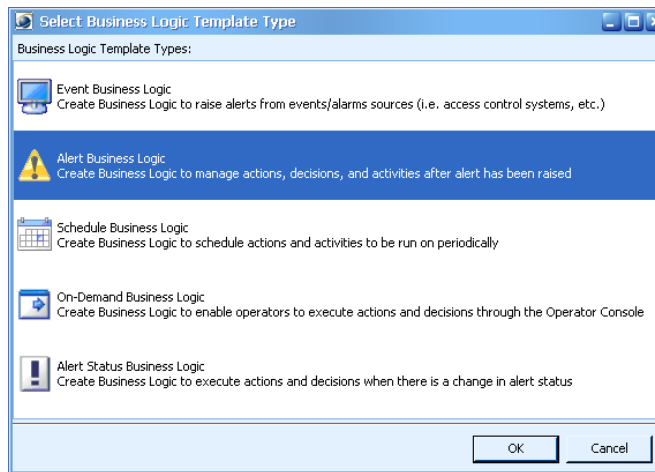 Select Business Logic Template Type
Business Logic Template Types:
Event Business Logic
Create Business Logic to raise alerts from events/alarms sources (i.e. access control systems, etc.)
Alert Business Logic
Create Business Logic to manage actions, decisions, and activities after alert has been raised
Schedule Business Logic
Create Business Logic to schedule actions and activities to be run on periodically
On-Demand Business Logic
Create Business Logic to enable operators to execute actions and decisions through the Operator Console
Alert Status Business Logic
Create Business Logic to execute actions and decisions when there is a change in alert status
OK Cancel